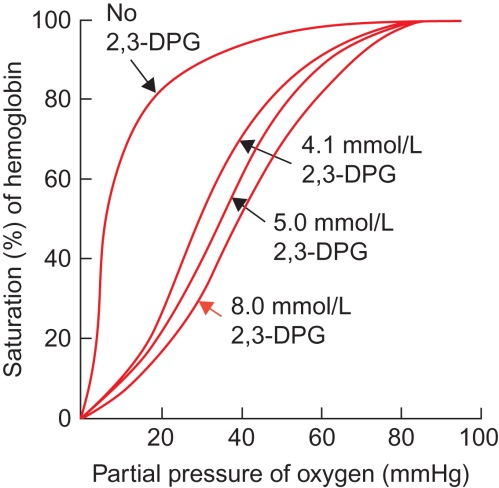 No
2,3-DPG
100
80
60
40
20
0
Saturation (%) of hemoglobin
4.1 mmol/L
2,3-DPG
5.0 mmol/L
2,3-DPG
8.0 mmol/L
2,3-DPG
20 40 60 80 100
Partial pressure of oxygen (mmHg)